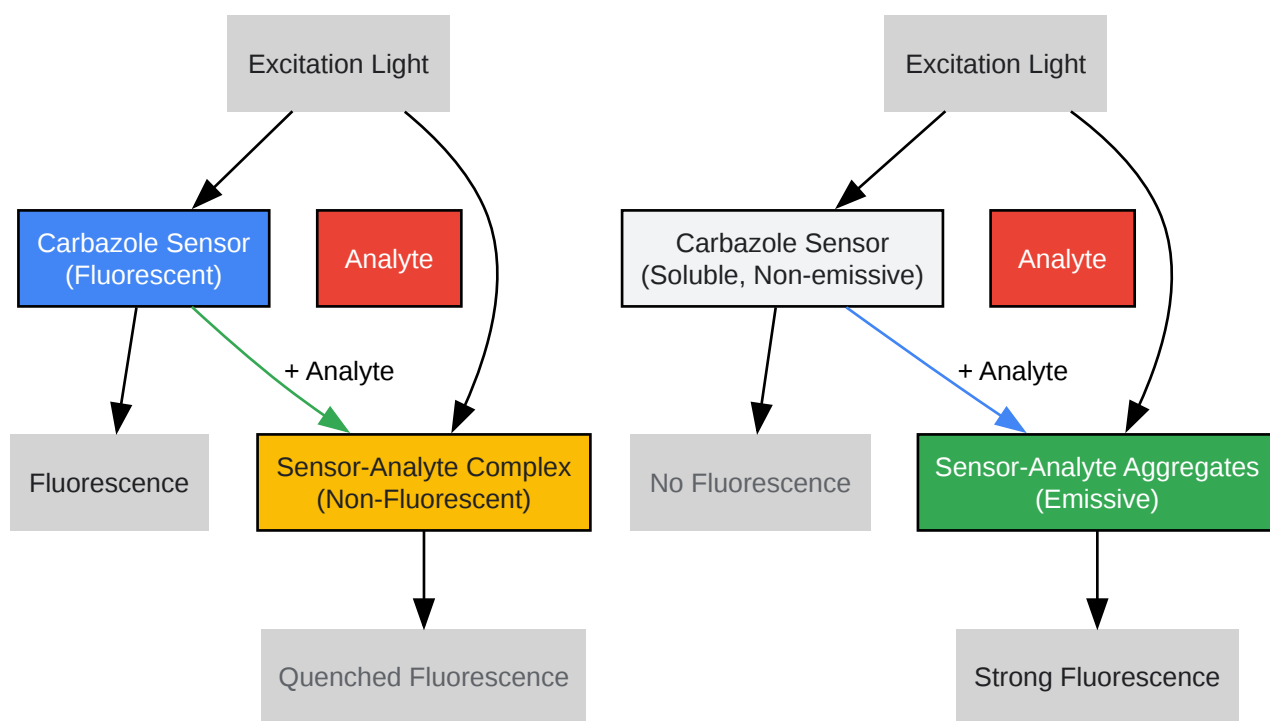 Excitation Light
Carbazole Sensor
(Fluorescent)
Analyte
+ Analyte
Fluorescence
Sensor-Analyte Complex
(Non-Fluorescent)
Quenched Fluorescence
Excitation Light
Carbazole Sensor
(Soluble, Non-emissive)
Analyte
+ Analyte
No Fluorescence
Sensor-Analyte Aggregates
(Emissive)
Strong Fluorescence